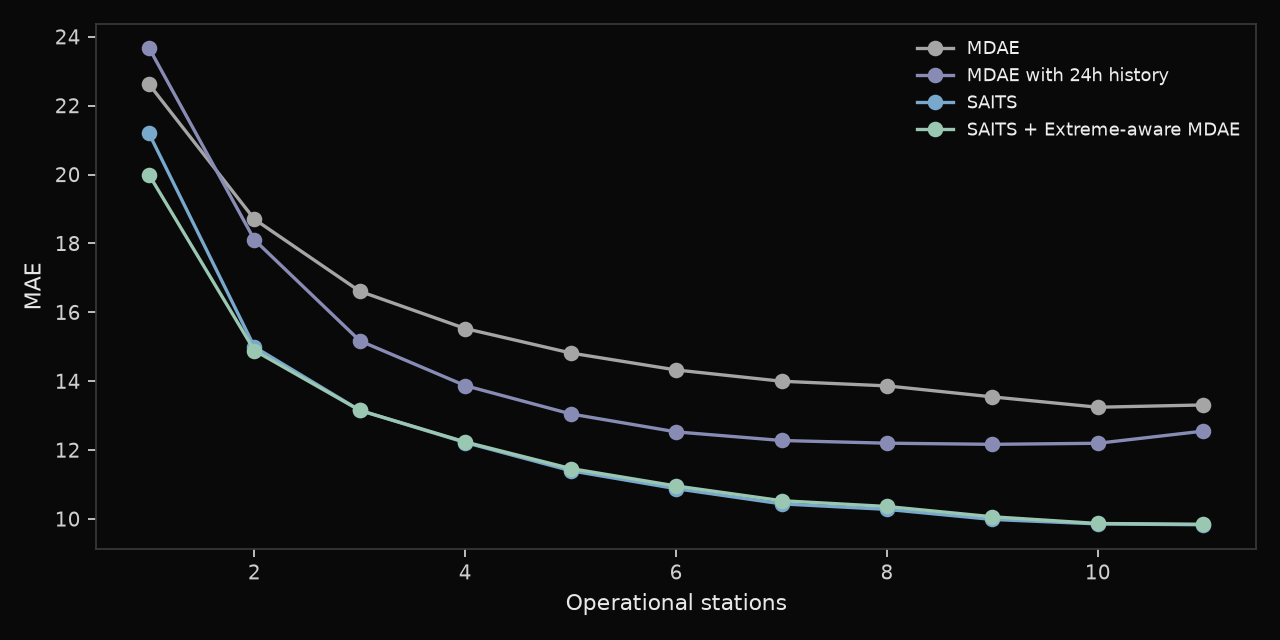 24
22
20
18
16
14
12
10
MAE
MDAE
MDAE with 24h history
SAITS
SAITS + Extreme-aware MDAE
2 4 6 8 10
Operational stations